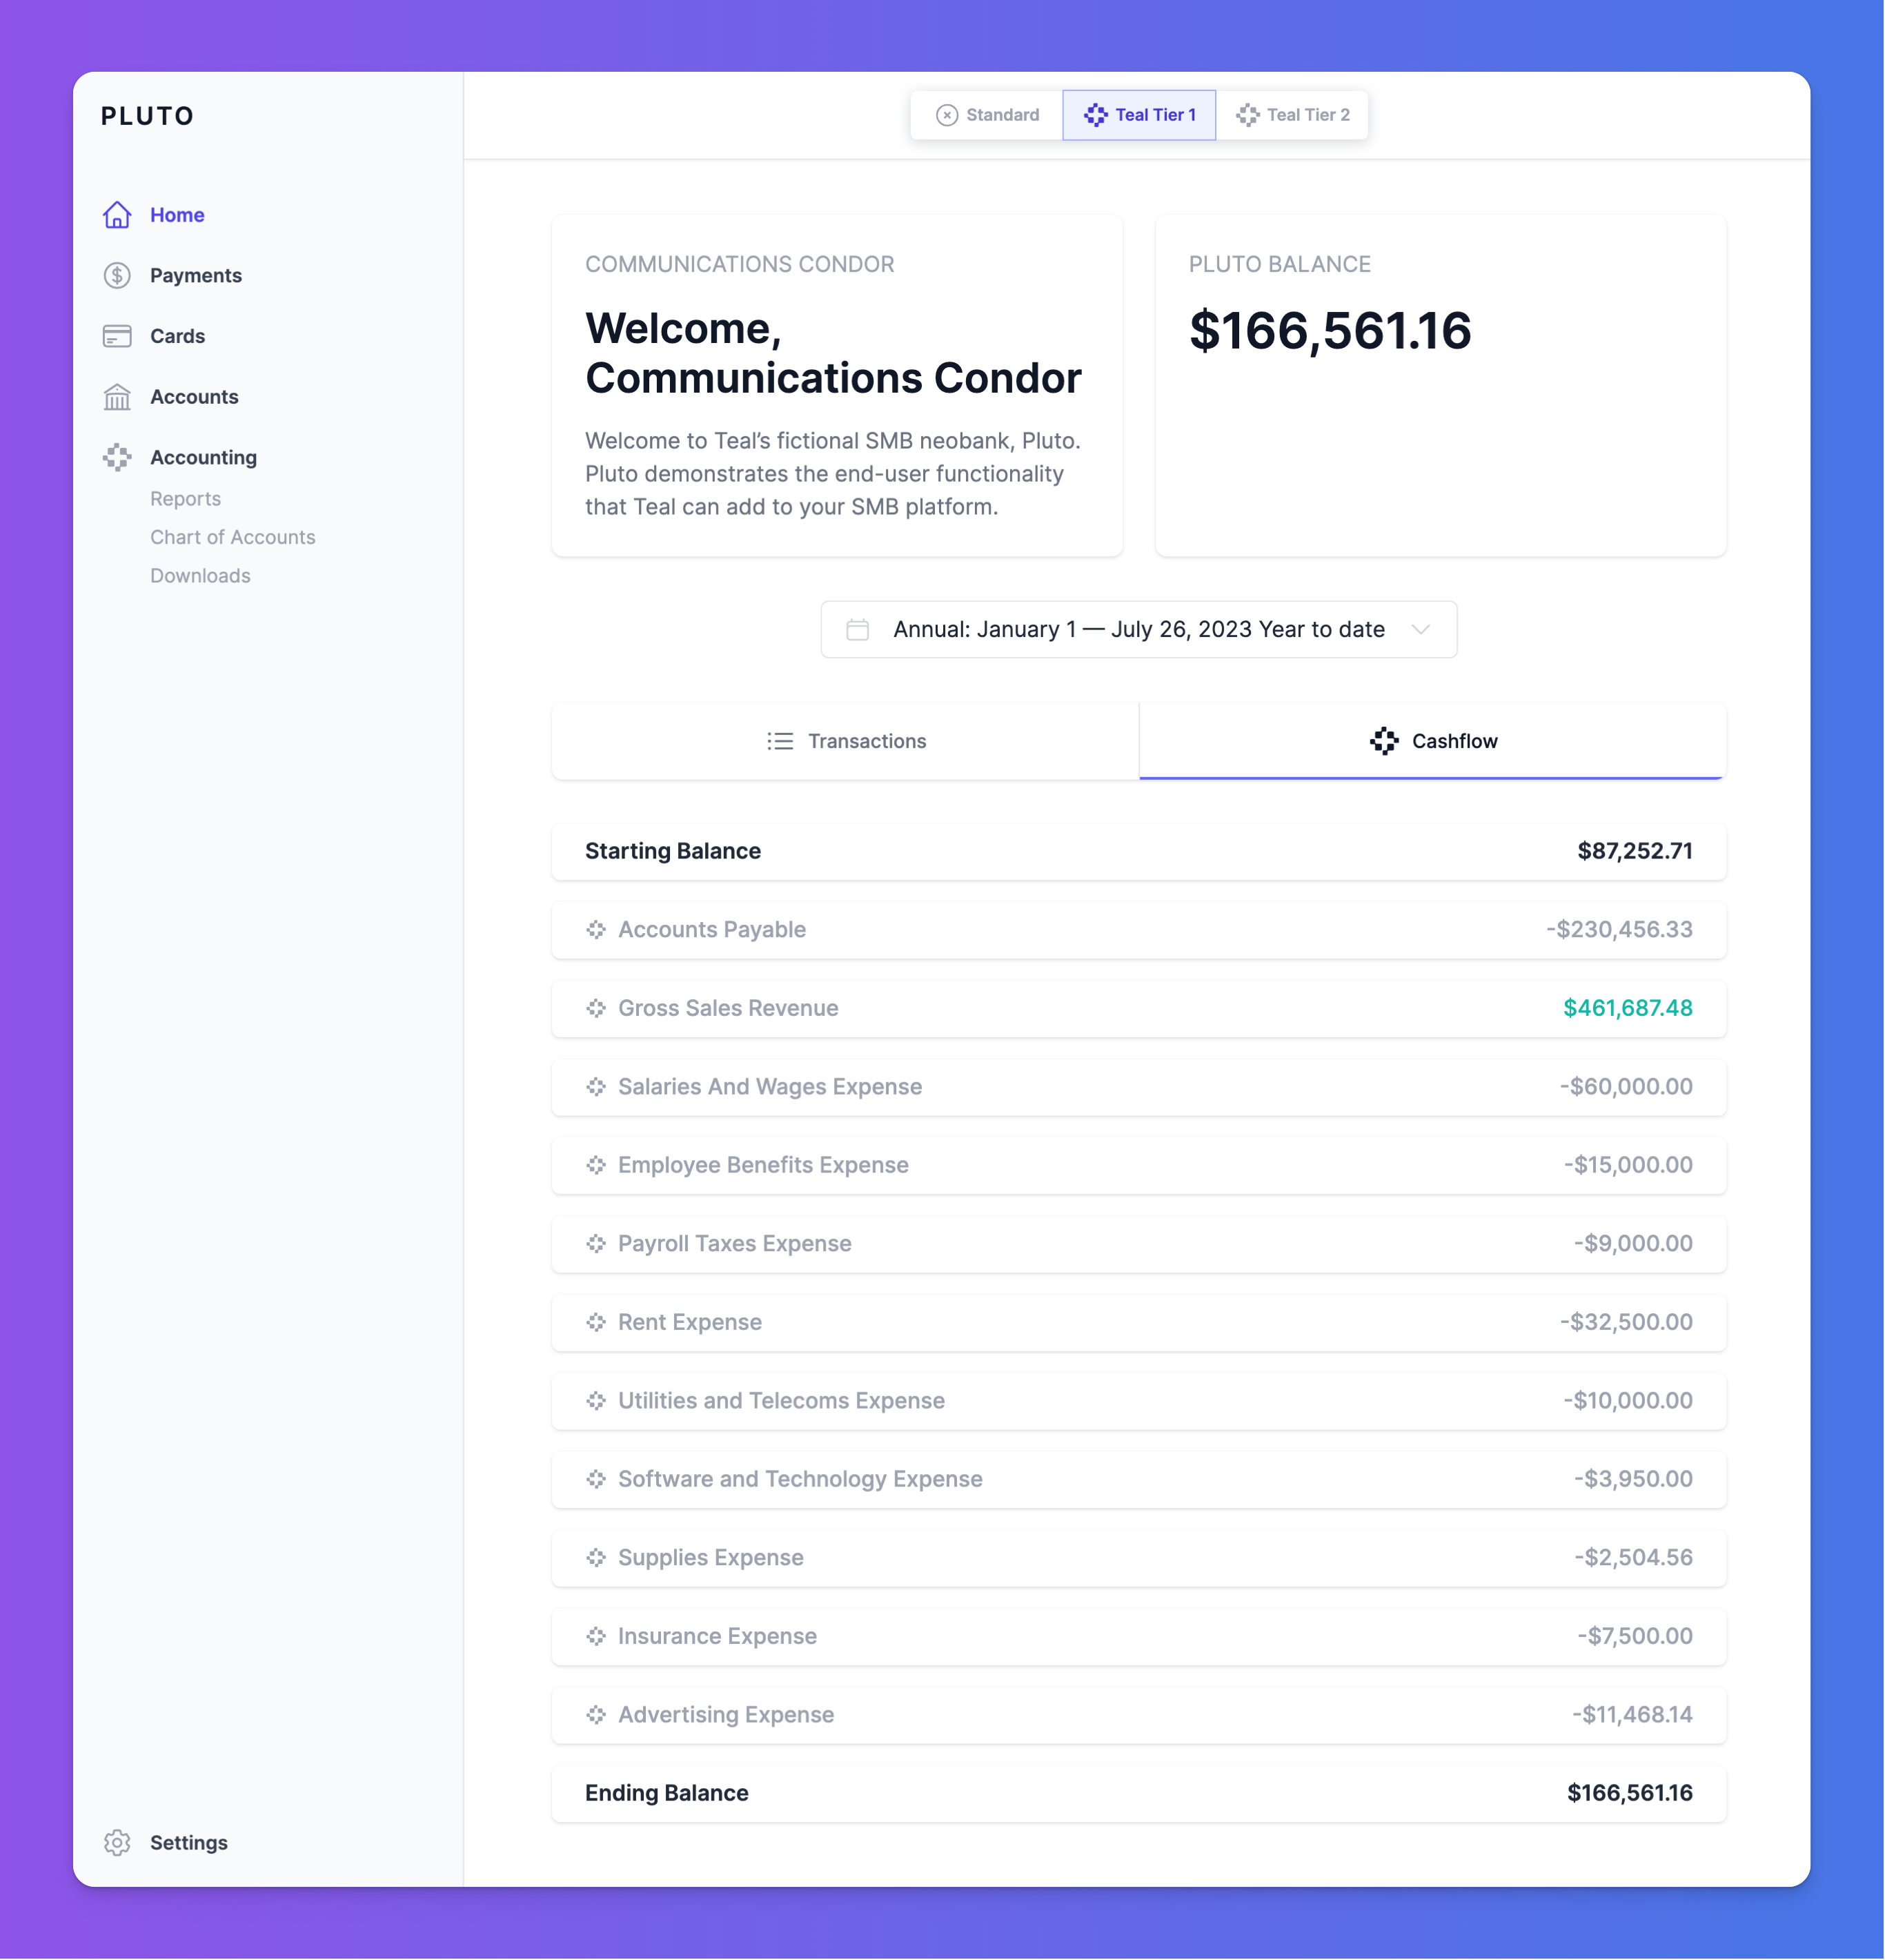 PLUTO
Home
Payments
Cards
Accounts
Accounting
Reports
Chart of Accounts
Downloads
Settings
Standard
Teal Tier 1
Teal Tier 2
COMMUNICATIONS CONDOR
Welcome,
Communications Condor
Welcome to Teal’s fictional SMB neobank, Pluto.
Pluto demonstrates the end-user functionality
that Teal can add to your SMB platform.
PLUTO BALANCE
$166,561.16
Annual: January 1 — July 26, 2023 Year to date
Transactions
Cashflow
Starting Balance $87,252.71
Accounts Payable -$230,456.33
Gross Sales Revenue $461,687.48
Salaries And Wages Expense -$60,000.00
Employee Benefits Expense -$15,000.00
Payroll Taxes Expense -$9,000.00
Rent Expense -$32,500.00
Utilities and Telecoms Expense -$10,000.00
Software and Technology Expense -$3,950.00
Supplies Expense -$2,504.56
Insurance Expense -$7,500.00
Advertising Expense -$11,468.14
Ending Balance $166,561.16